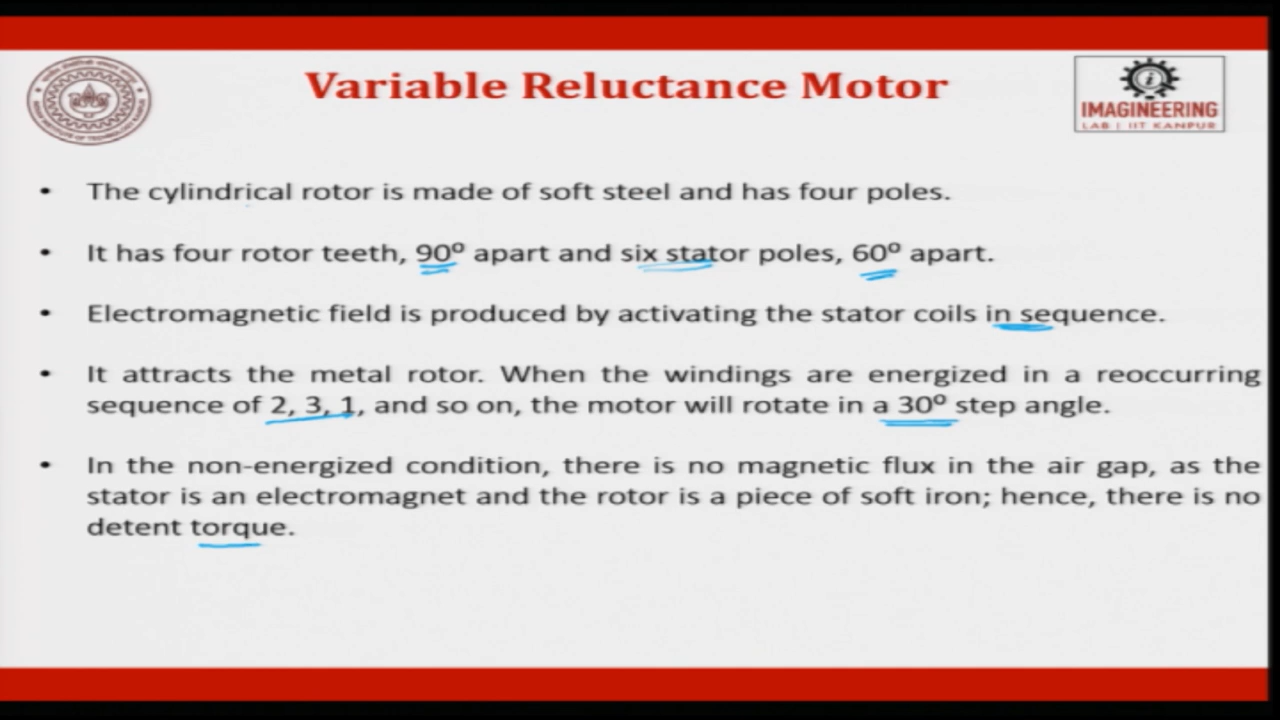 Variable Reluctance Motor
IMAGINEERING
LAB | IIT KANPUR
• The cylindrical rotor is made of soft steel and has four poles.
• It has four rotor teeth, 90º apart and six stator poles, 60º apart.
• Electromagnetic field is produced by activating the stator coils in sequence.
• It attracts the metal rotor. When the windings are energized in a reoccurring
sequence of 2, 3, 1, and so on, the motor will rotate in a 30º step angle.
• In the non-energized condition, there is no magnetic flux in the air gap, as the
stator is an electromagnet and the rotor is a piece of soft iron; hence, there is no
detent torque.